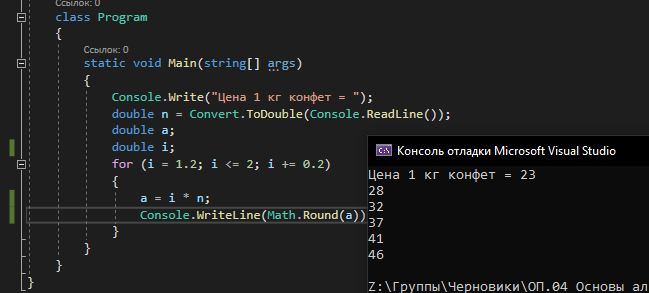 Ссылок: 0
class Program
{
Ссылок: 0
static void Main(string[] args)
{
Console.Write("Цена 1 кг конфет = ");
double n = Convert.ToDouble(Console.ReadLine());
double a;
double i;
for (i = 1.2; i <= 2; i += 0.2)
{
a = i * n;
Console.WriteLine(Math.Round(a))
}
}
}
}
Консоль отладки Microsoft Visual Studio
Цена 1 кг конфет = 23
28
32
37
41
46
Z:\Группы\Черновики\ОП.04 Основы ал